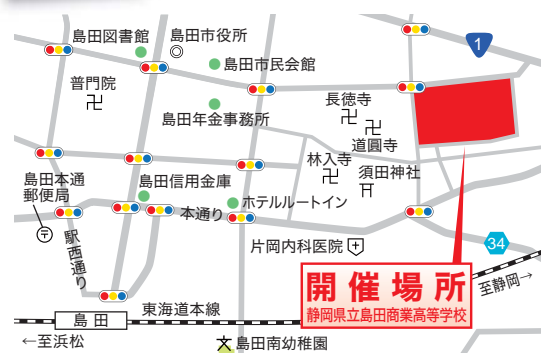 島田図書館
島田市役所
1
島田市民会館
普門院
長徳寺
島田年金事務所
道圓寺
林入寺
須田神社
島田本通
郵便局
島田信用金庫
ホテルルートイン
本通り
片岡内科医院
34
駅西通り
開催場所
静岡県立島田商業高等学校
至静岡→
東海道本線
島田
←至浜松
島田南幼稚園